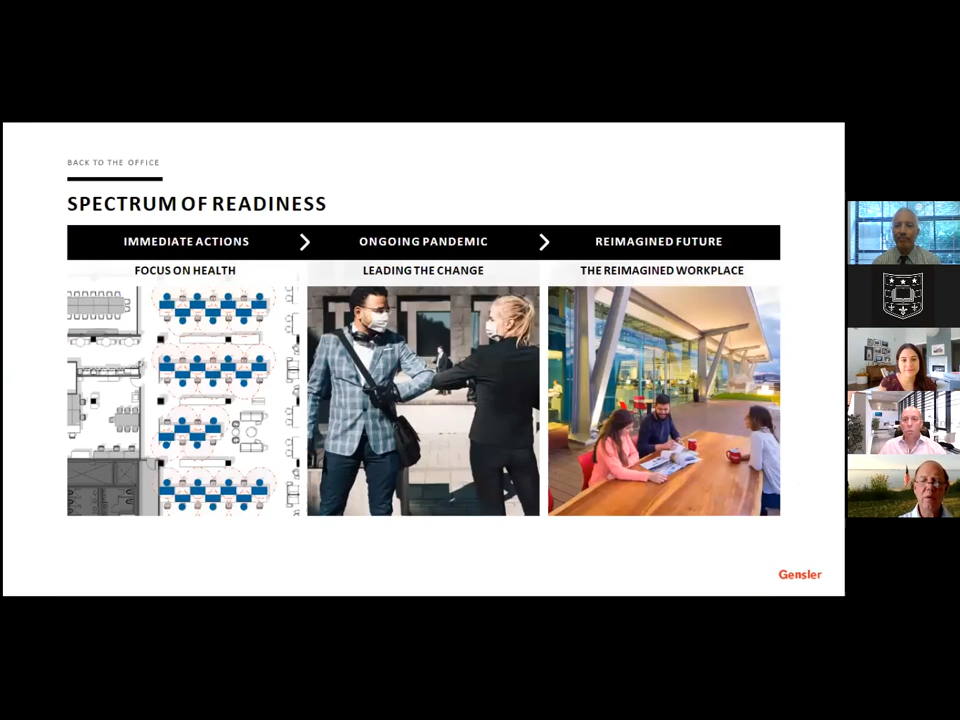 BACK TO THE OFFICE
SPECTRUM OF READINESS
IMMEDIATE ACTIONS
ONGOING PANDEMIC
REIMAGINED FUTURE
FOCUS ON HEALTH
LEADING THE CHANGE
THE REIMAGINED WORKPLACE
Gensler